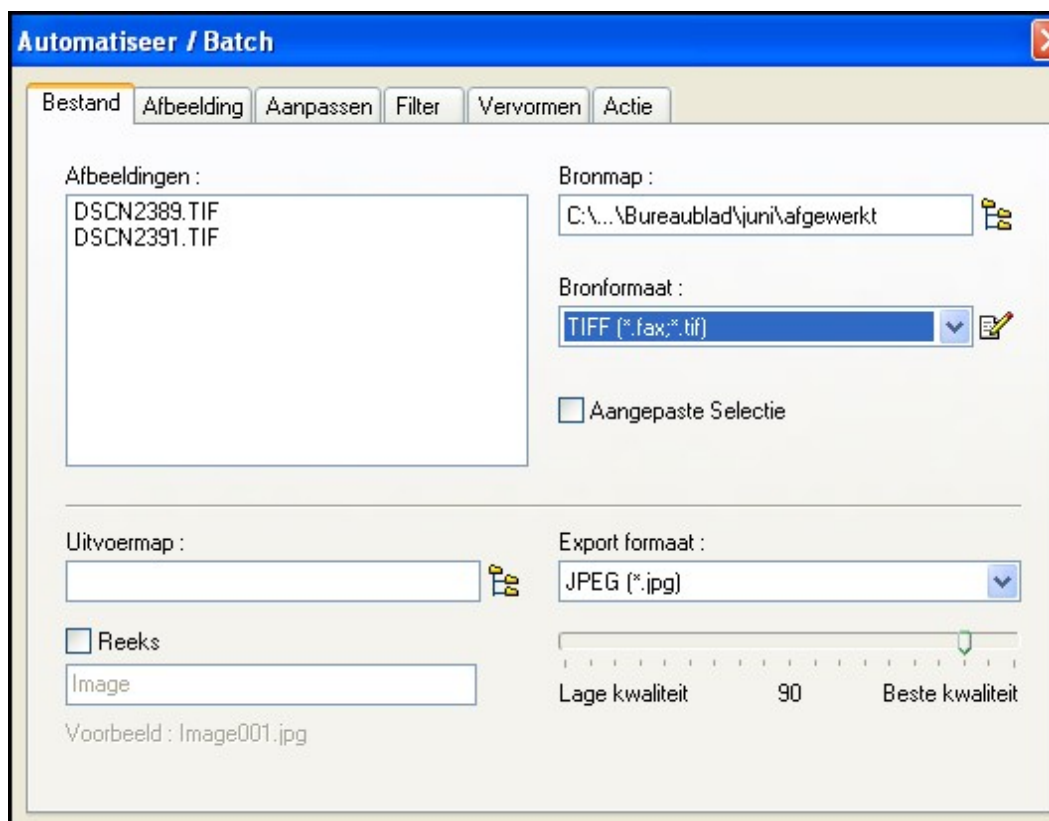 Automatiseer / Batch
Bestand Afbeelding Aanpassen Filter Vervormen Actie
Afbeeldingen :
DSCN2389.TIF
DSCN2391.TIF
Bronmap :
C:\...\Bureaublad\juni\afgewerkt
Bronformaat :
TIFF (*.fax;*.tif)
Aangepaste Selectie
Uitvoermap :
Reeks
Image
Voorbeeld : Image001.jpg
Export formaat :
JPEG (*.jpg)
Lage kwaliteit 90 Beste kwaliteit